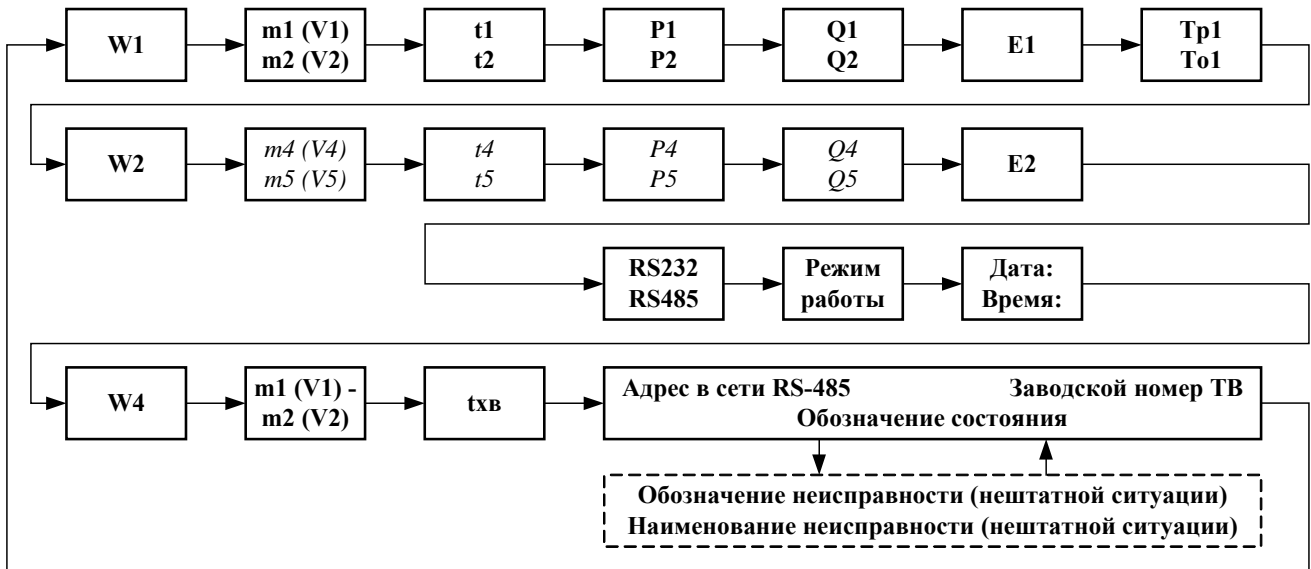 W1
m1 (V1)
m2 (V2)
t1
t2
P1
P2
Q1
Q2
E1
Тр1
То1
W2
m4 (V4)
m5 (V5)
t4
t5
P4
P5
Q4
Q5
E2
RS232
RS485
Режим
работы
Дата:
Время:
W4
m1 (V1) -
m2 (V2)
tхв
Адрес в сети RS-485 Заводской номер ТВ
Обозначение состояния
Обозначение неисправности (нештатной ситуации)
Наименование неисправности (нештатной ситуации)